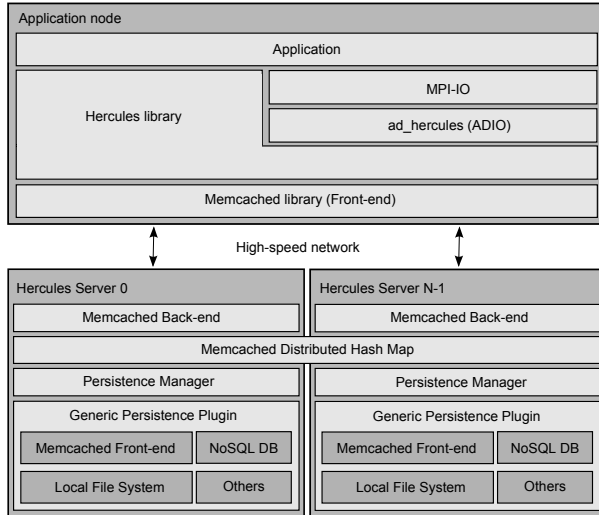 Application node
Application
Hercules library
MPI-IO
ad_hercules (ADIO)
Memcached library (Front-end)
High-speed network
Hercules Server 0
Memcached Back-end
Hercules Server N-1
Memcached Back-end
Memcached Distributed Hash Map
Persistence Manager
Persistence Manager
Generic Persistence Plugin
Memcached Front-end
NoSQL DB
Local File System
Others
Generic Persistence Plugin
Memcached Front-end
NoSQL DB
Local File System
Others